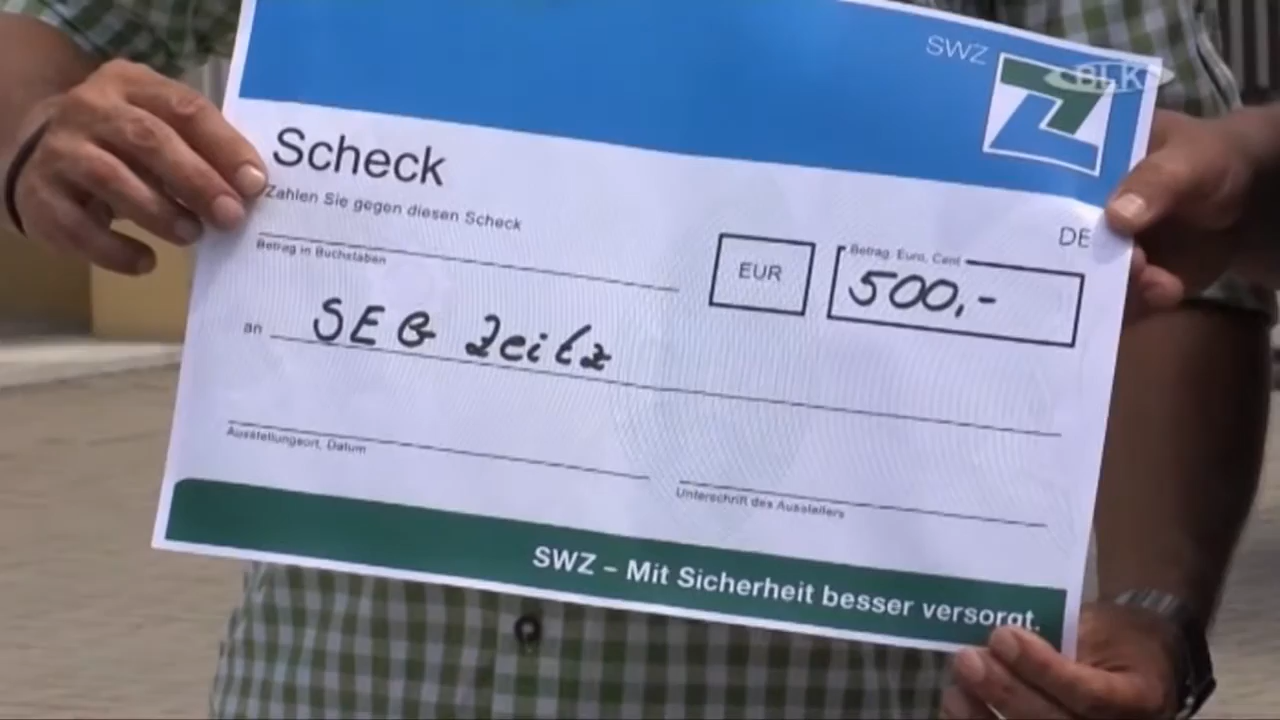 SWZ
BLK
Scheck
Zahlen Sie gegen diesen Scheck
DE
Betrag in Buchstaben
EUR
Betrag, Euro, Cent
500,-
an SEG Zeitz
Ausstellungsort, Datum
Unterschrift des Ausstellers
SWZ – Mit Sicherheit besser versorgt.